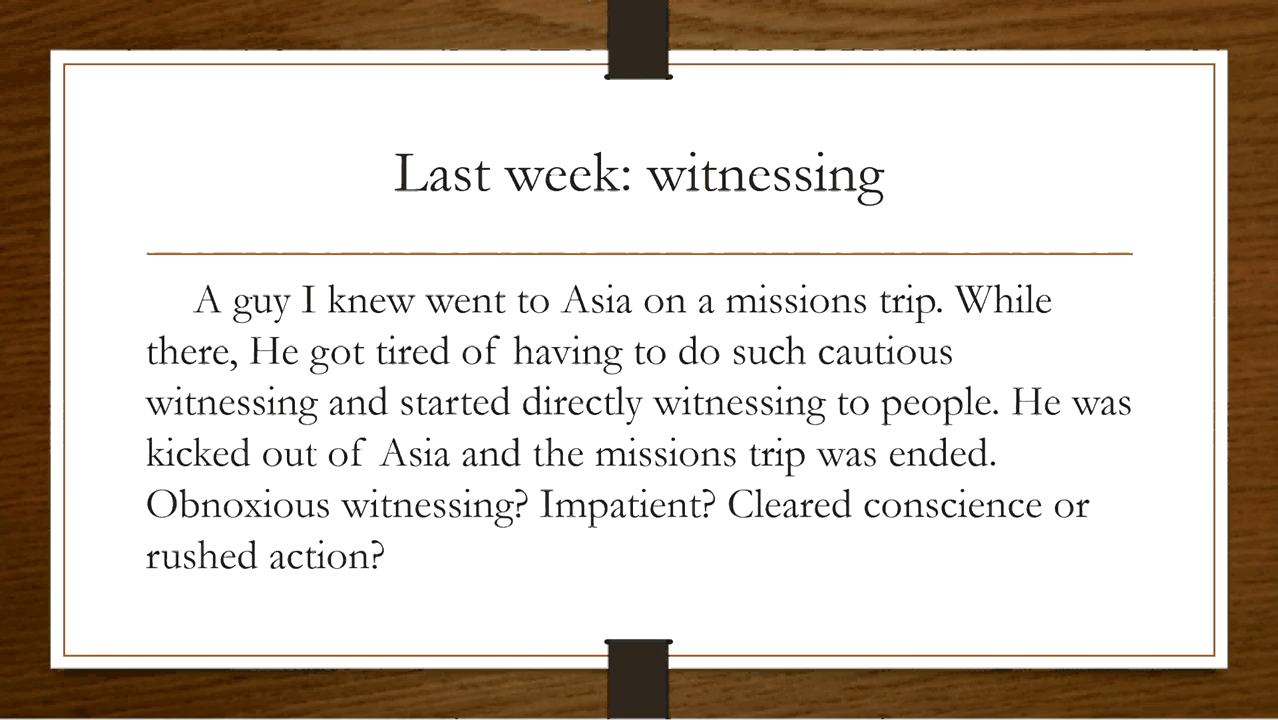 Last week: witnessing
A guy I knew went to Asia on a missions trip. While
there, He got tired of having to do such cautious
witnessing and started directly witnessing to people. He was
kicked out of Asia and the missions trip was ended.
Obnoxious witnessing? Impatient? Cleared conscience or
rushed action?